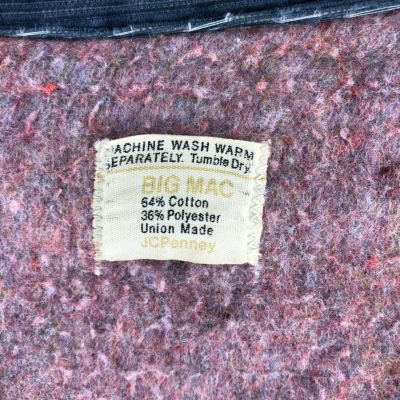 MACHINE WASH WARM
SEPARATELY. Tumble Dry.
BIG MAC
64% Cotton
36% Polyester
Union Made
JCPenney